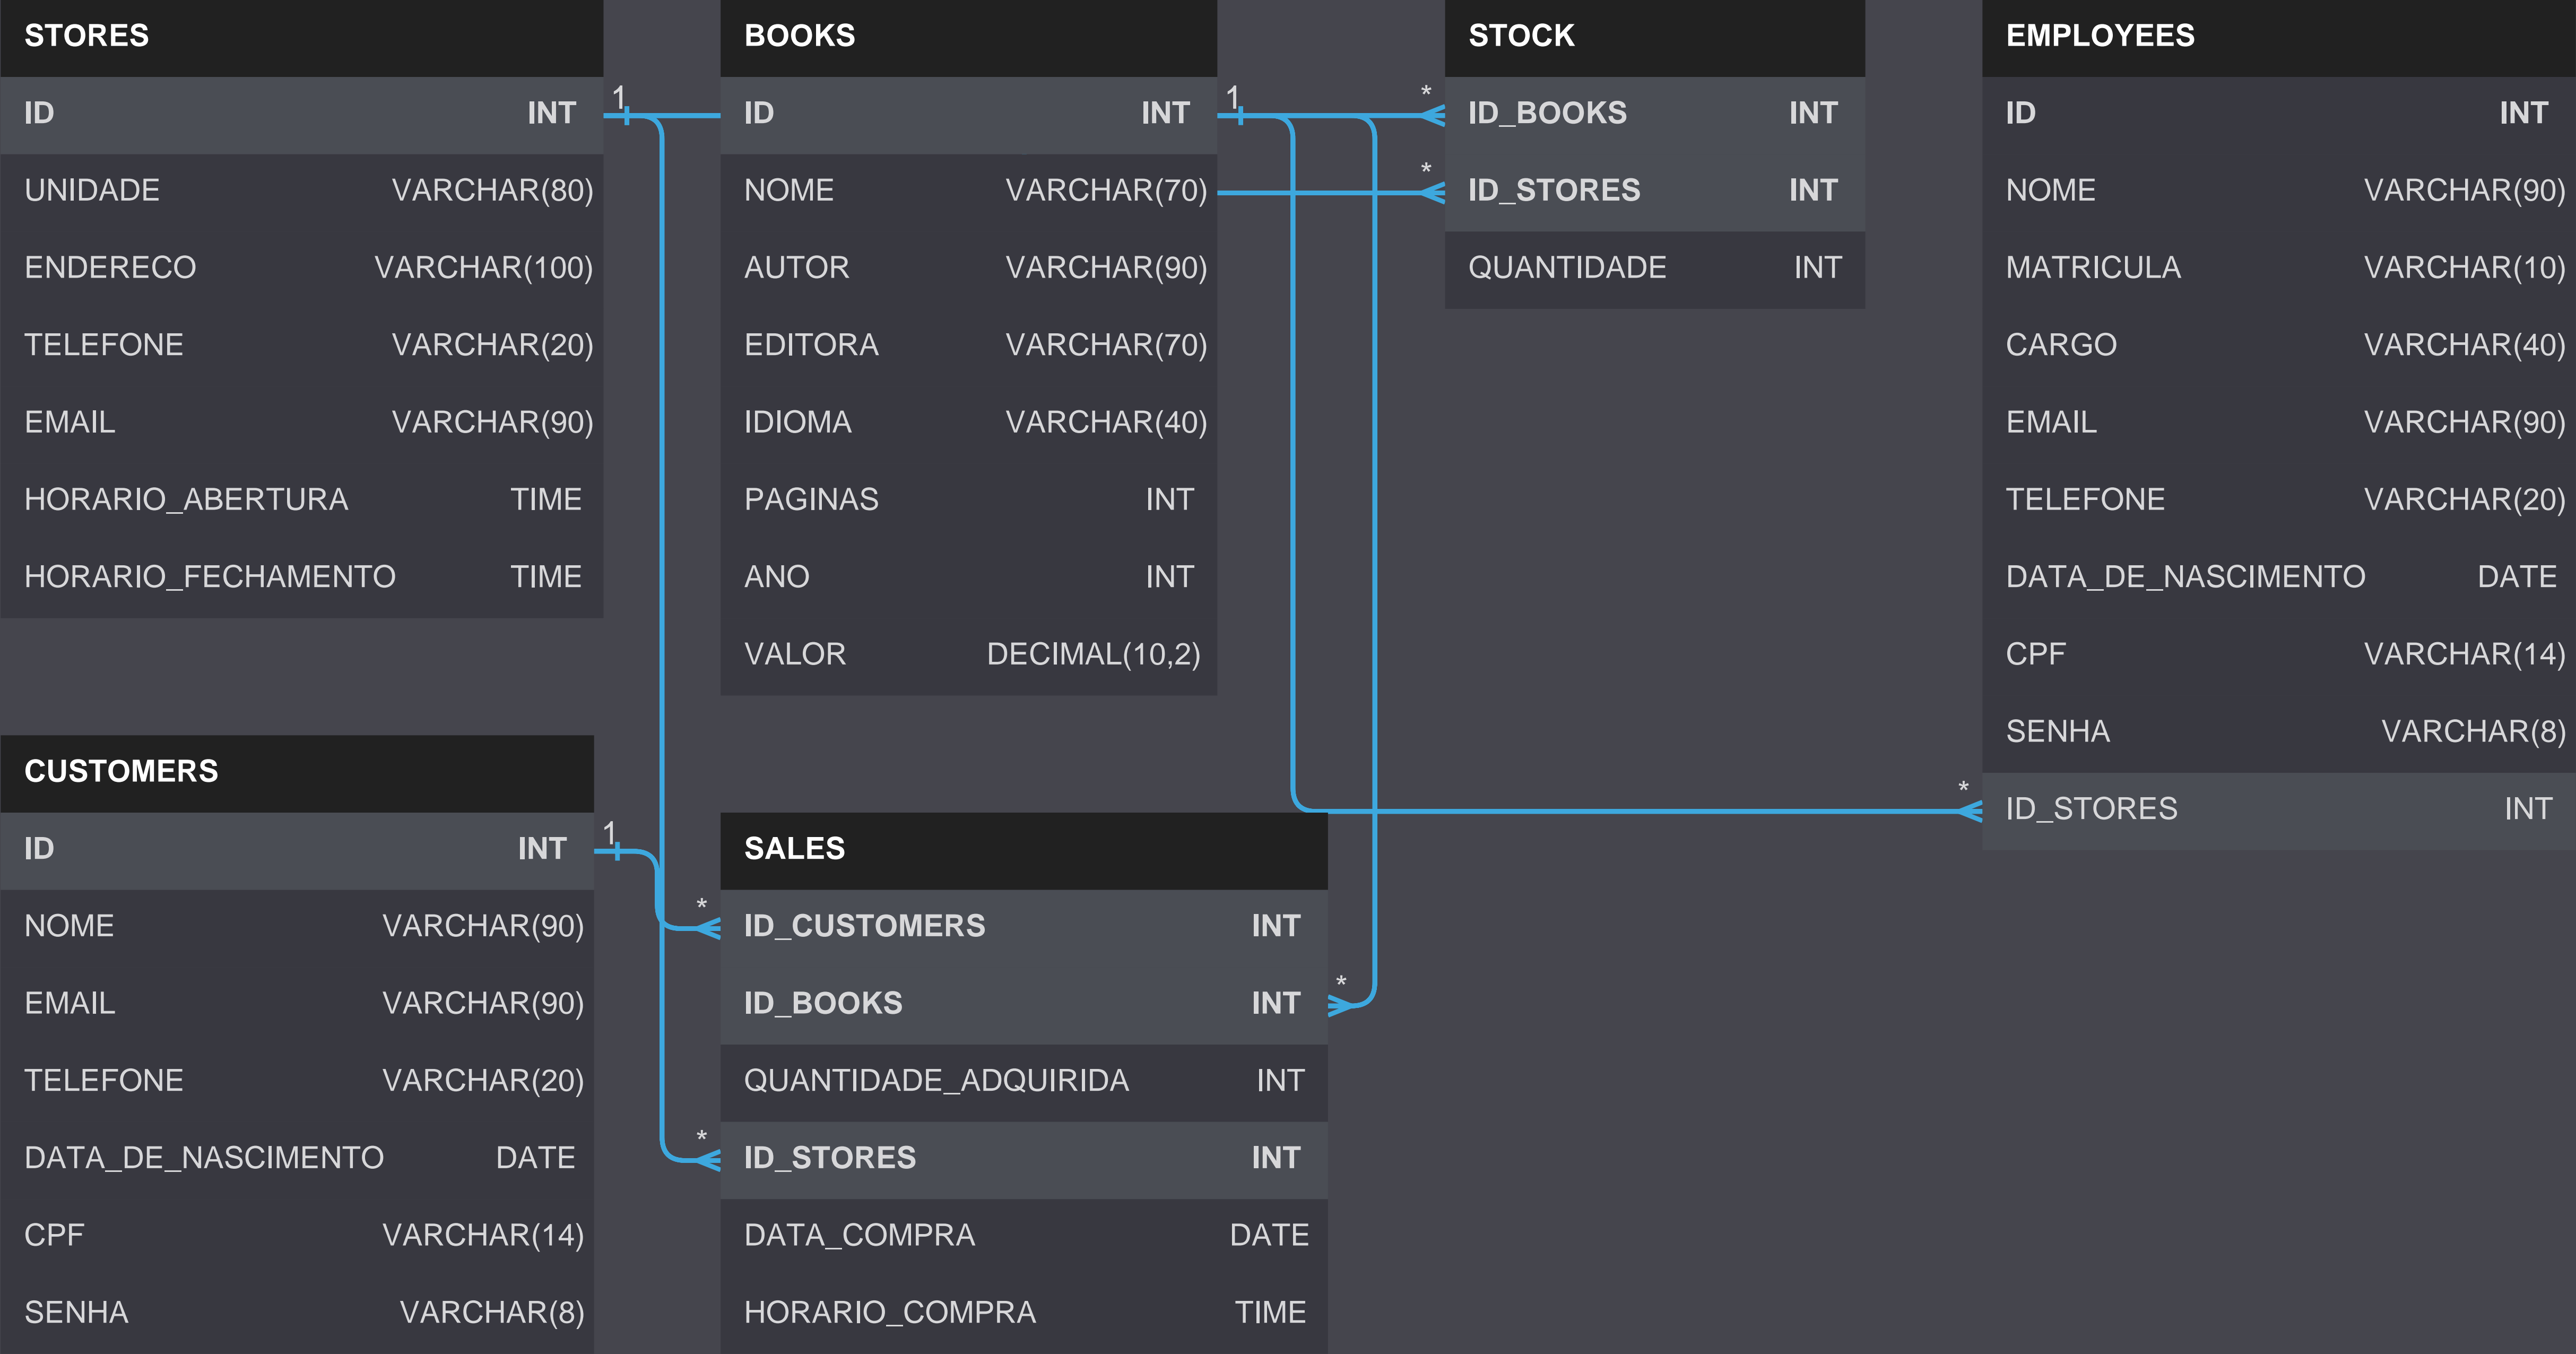 STORES
ID INT
UNIDADE VARCHAR(80)
ENDERECO VARCHAR(100)
TELEFONE VARCHAR(20)
EMAIL VARCHAR(90)
HORARIO_ABERTURA TIME
HORARIO_FECHAMENTO TIME
1
BOOKS
ID INT
NOME VARCHAR(70)
AUTOR VARCHAR(90)
EDITORA VARCHAR(70)
IDIOMA VARCHAR(40)
PAGINAS INT
ANO INT
VALOR DECIMAL(10,2)
1
*
*
STOCK
ID_BOOKS INT
ID_STORES INT
QUANTIDADE INT
EMPLOYEES
ID INT
NOME VARCHAR(90)
MATRICULA VARCHAR(10)
CARGO VARCHAR(40)
EMAIL VARCHAR(90)
TELEFONE VARCHAR(20)
DATA_DE_NASCIMENTO DATE
CPF VARCHAR(14)
SENHA VARCHAR(8)
*
ID_STORES INT
CUSTOMERS
ID INT
NOME VARCHAR(90)
EMAIL VARCHAR(90)
TELEFONE VARCHAR(20)
DATA_DE_NASCIMENTO DATE
CPF VARCHAR(14)
SENHA VARCHAR(8)
1
*
*
SALES
ID_CUSTOMERS INT
ID_BOOKS INT
*
QUANTIDADE_ADQUIRIDA INT
ID_STORES INT
DATA_COMPRA DATE
HORARIO_COMPRA TIME